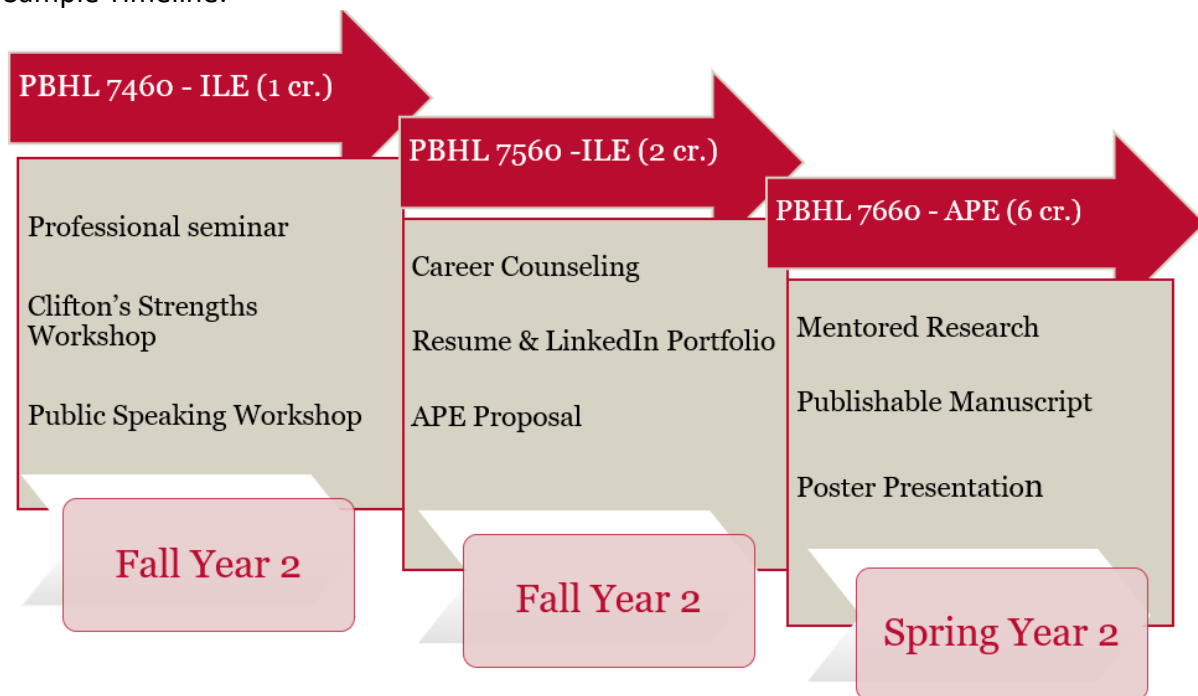 Sample Timeline:
PBHL 7460 - ILE (1 cr.)
Professional seminar
Clifton's Strengths
Workshop
Public Speaking Workshop
Fall Year 2
PBHL 7560 -ILE (2 cr.)
Career Counseling
Resume & LinkedIn Portfolio
APE Proposal
Fall Year 2
PBHL 7660 - APE (6 cr.)
Mentored Research
Publishable Manuscript
Poster Presentation
Spring Year 2